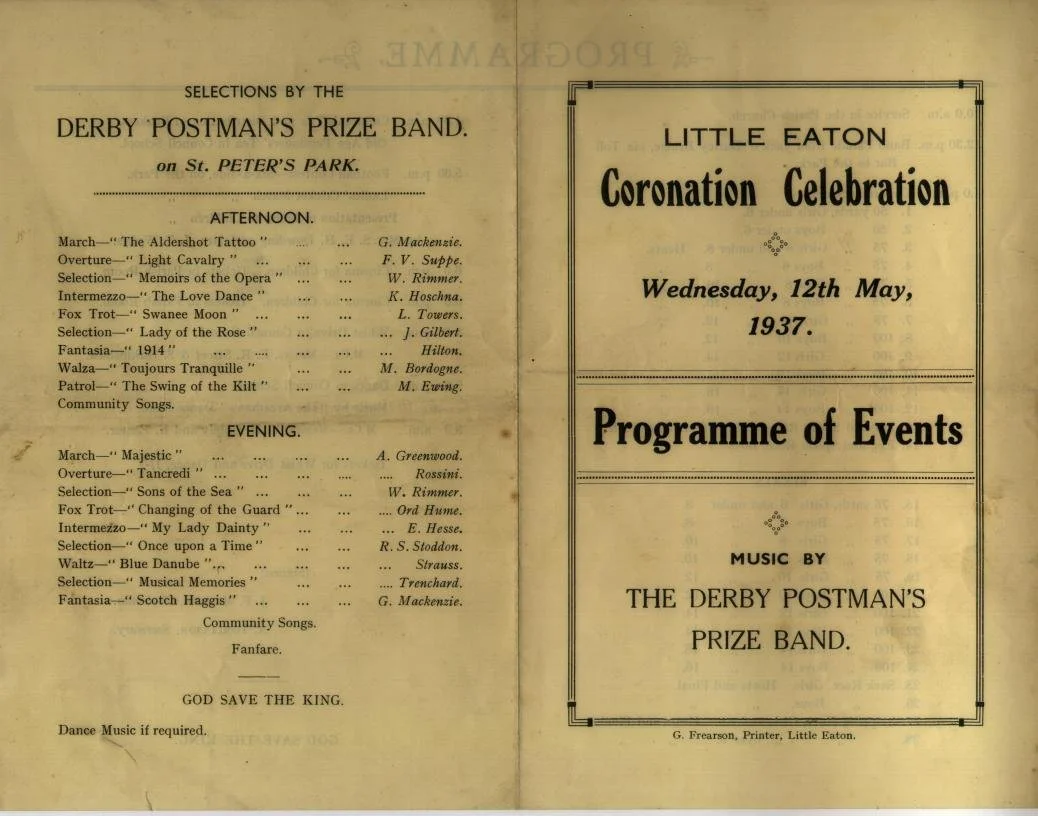 SELECTIONS BY THE
DERBY POSTMAN'S PRIZE BAND.
on St. PETER'S PARK.
AFTERNOON.
March—" The Aldershot Tattoo " ... ... G. Mackenzie.
Overture—" Light Cavalry " ... ... ... F. V. Suppe.
Selection—" Memoirs of the Opera " ... ... W. Rimmer.
Intermezzo—" The Love Dance " ... ... K. Hoschna.
Fox Trot—" Swanee Moon " ... ... ... L. Towers.
Selection—" Lady of the Rose " ... ... ... J. Gilbert.
Fantasia—" 1914 " ... .... ... ... Hilton.
Walza—" Toujours Tranquille " ... ... M. Bordogne.
Patrol—" The Swing of the Kilt " ... ... M. Ewing.
Community Songs.
EVENING.
March—" Majestic " ... ... ... ... A. Greenwood.
Overture—" Tancredi " ... ... ... .... .... Rossini.
Selection—" Sons of the Sea " ... ... ... W. Rimmer.
Fox Trot—" Changing of the Guard " ... ... .... Ord Hume.
Intermezzo—" My Lady Dainty " ... ... ... E. Hesse.
Selection—" Once upon a Time " ... ... R. S. Stoddon.
Waltz—" Blue Danube " ... ... ... ... ... Strauss.
Selection—" Musical Memories " ... ... .... Trenchard.
Fantasia—" Scotch Haggis " ... ... ... G. Mackenzie.
Community Songs.
Fanfare.
GOD SAVE THE KING.
Dance Music if required.
LITTLE EATON
Coronation Celebration
Wednesday, 12th May,
1937.
Programme of Events
MUSIC BY
THE DERBY POSTMAN'S
PRIZE BAND.
G. Frearson, Printer, Little Eaton.